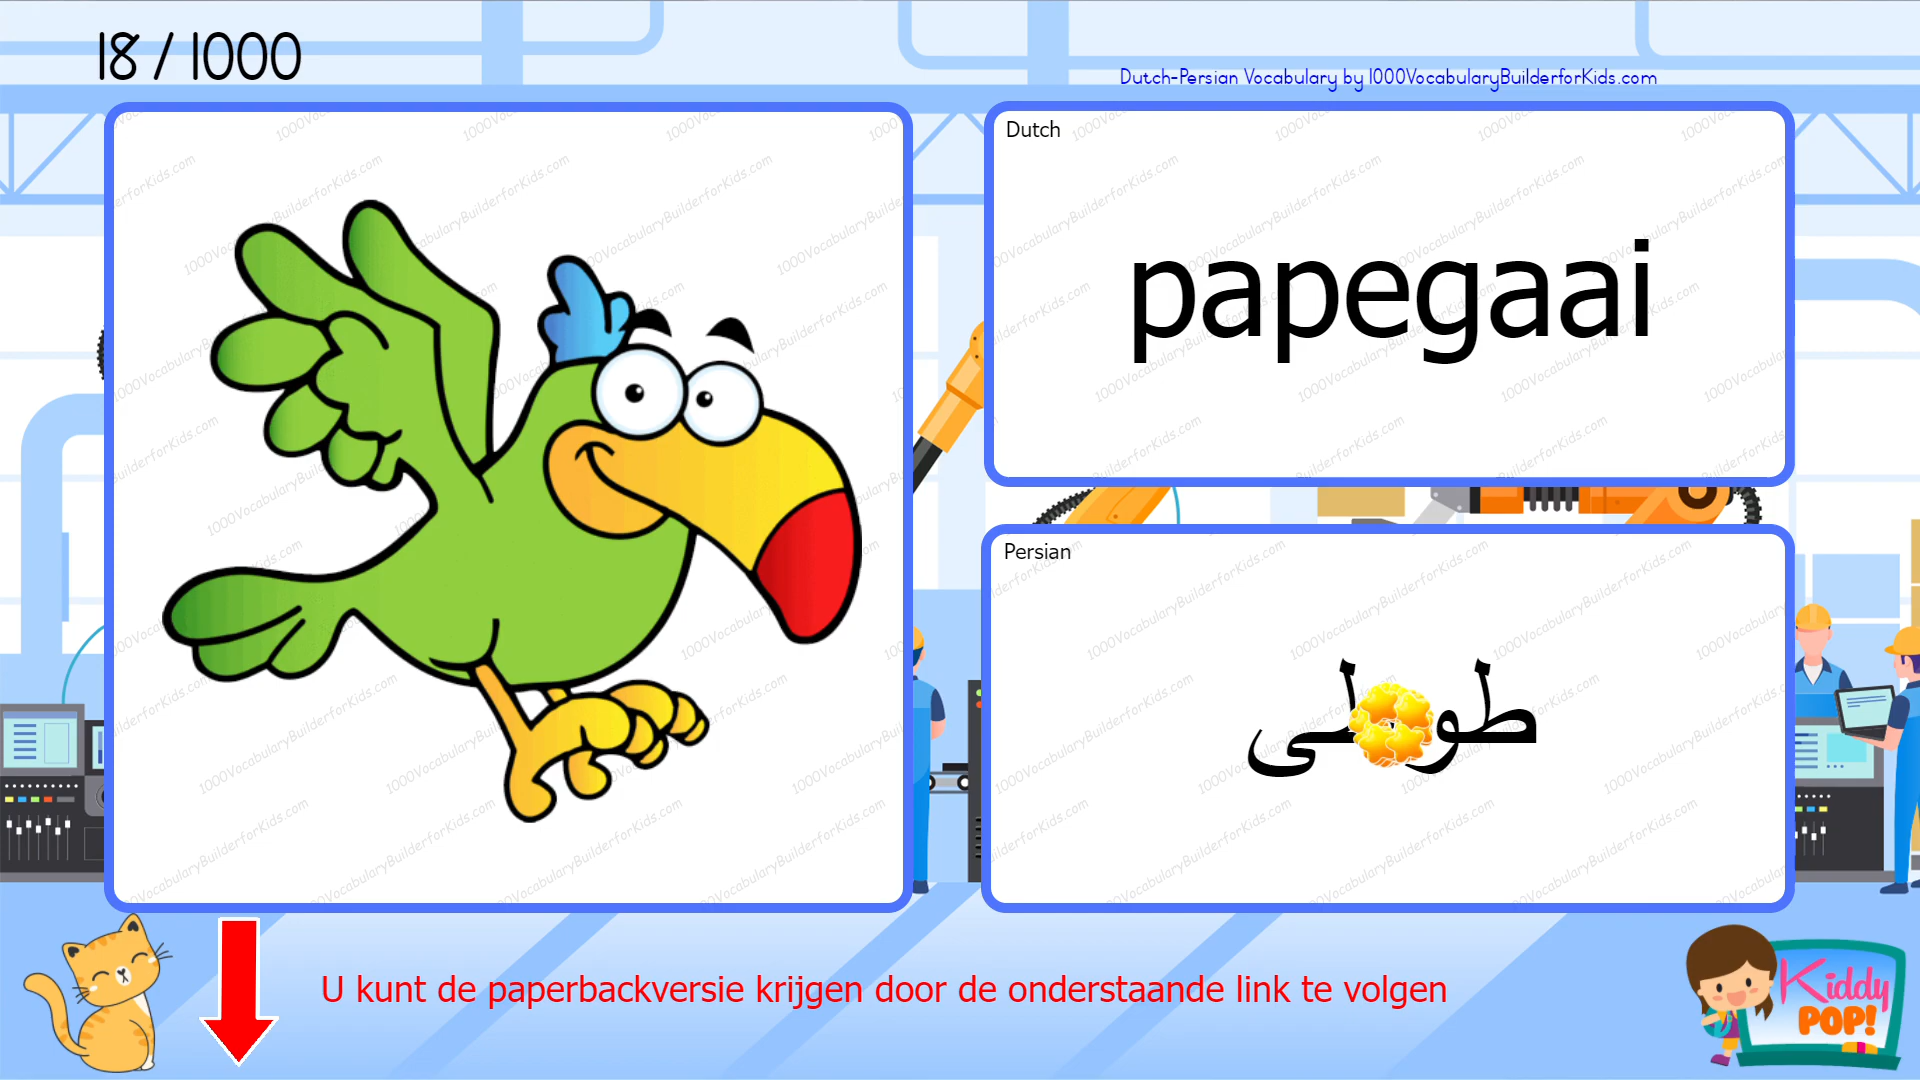 18 / 1000
Dutch-Persian Vocabulary by 1000VocabularyBuilderforKids.com
Dutch
papegaai
Persian
U kunt de paperbackversie krijgen door de onderstaande link te volgen
Kiddy
POP!